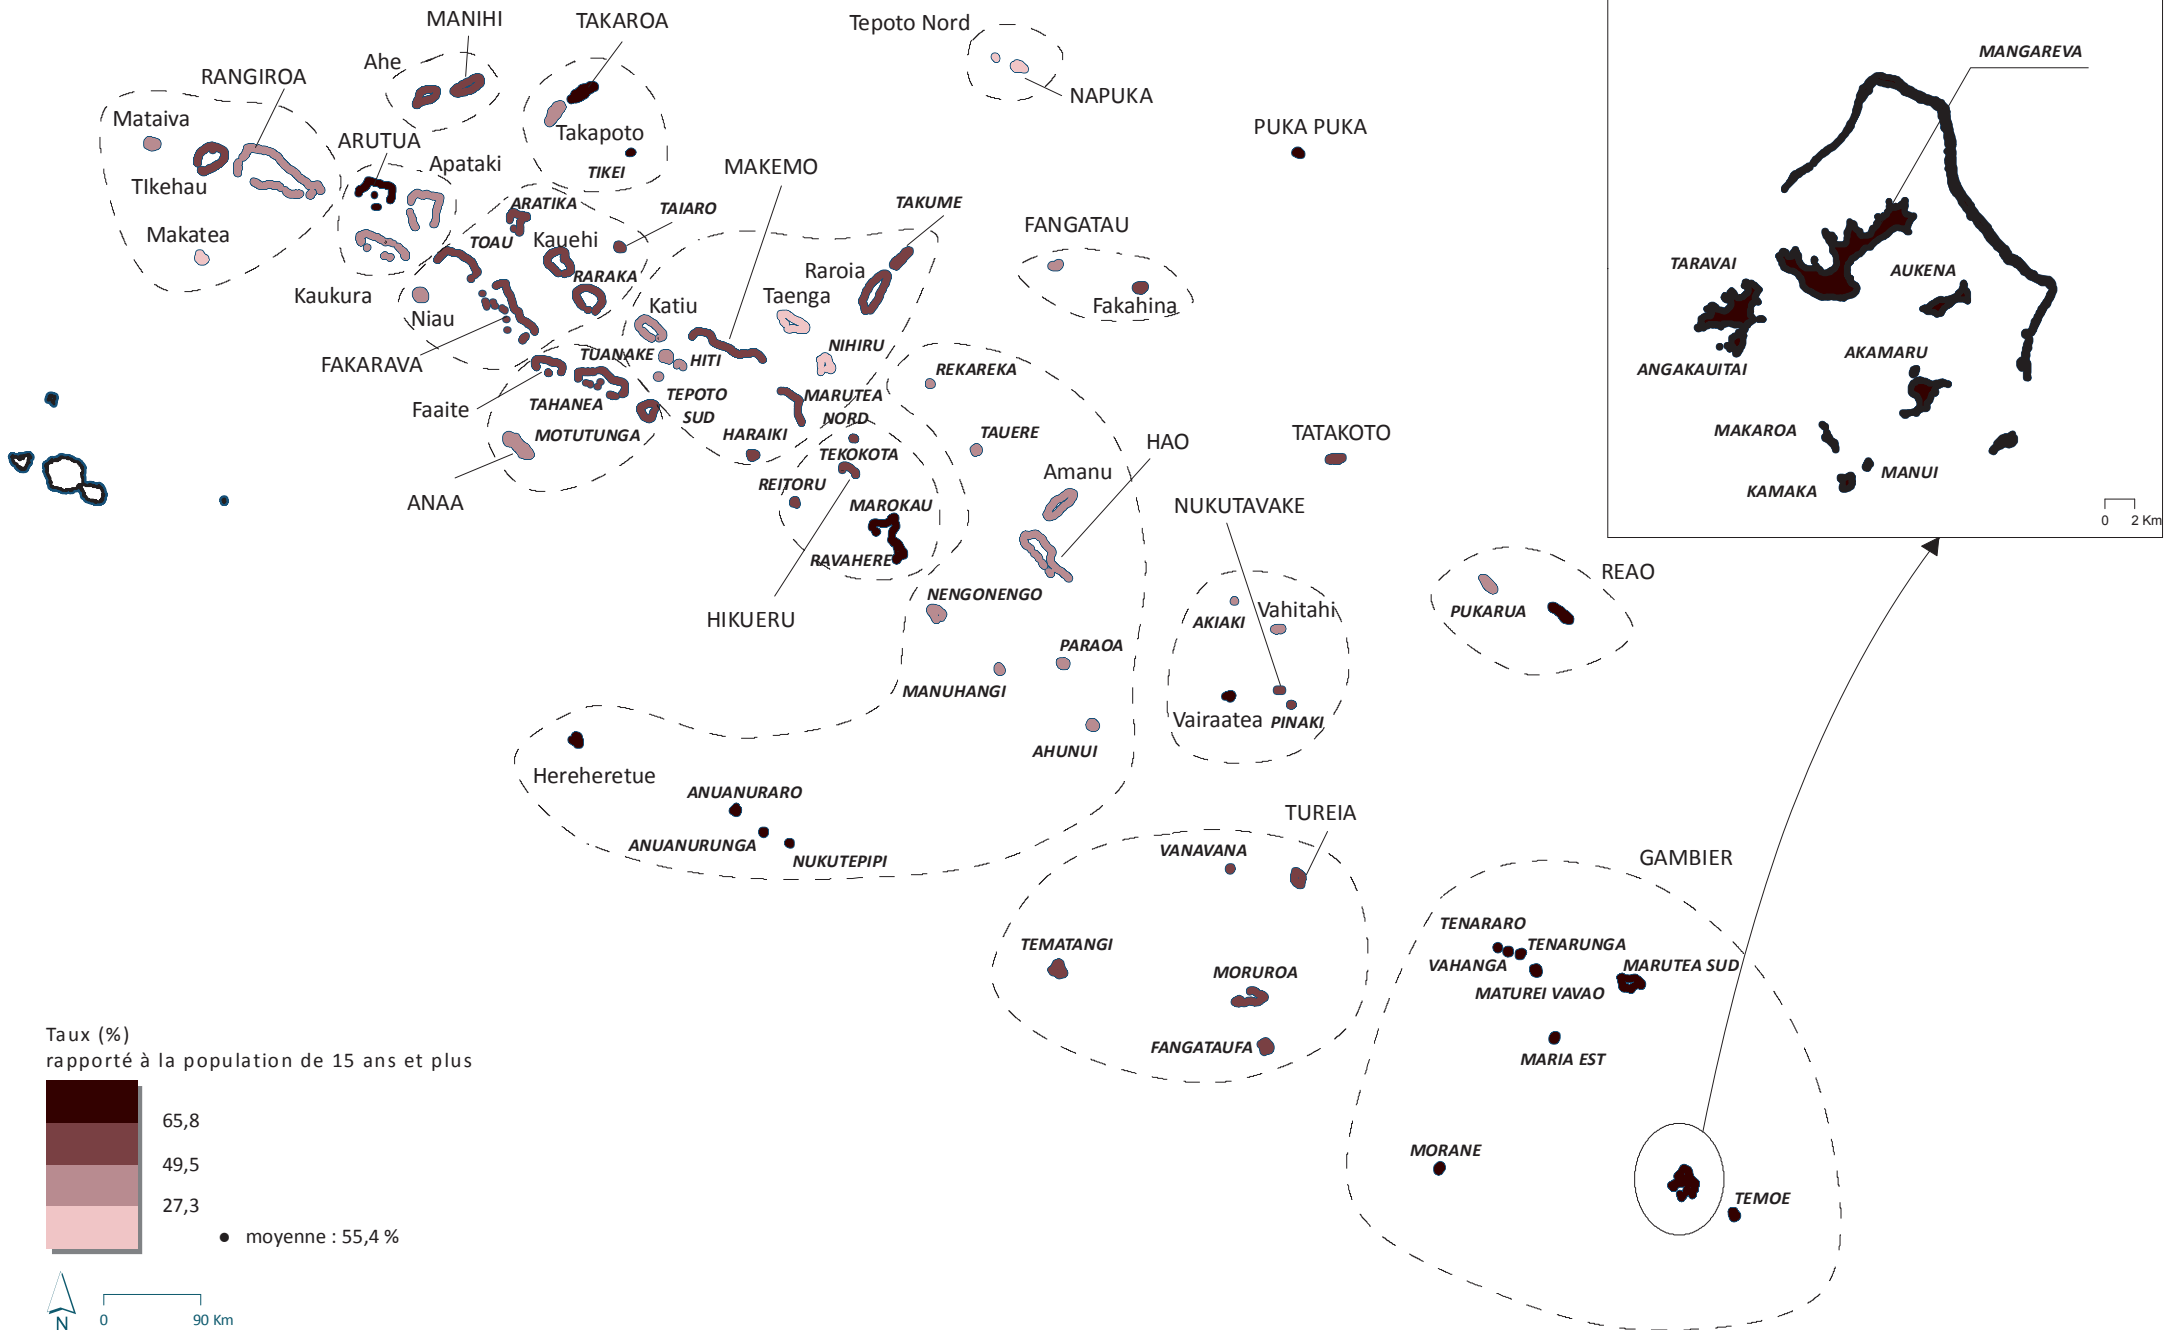 MANIHI
TAKAROA
Tepoto Nord
MANGAREVA
Ahe
RANGIROA
NAPUKA
Mataiva
PUKA PUKA
Takapoto
ARUTUA
Apataki
MAKEMO
TIKEI
TIkehau
ARATIKA
TAIARO
TAKUME
FANGATAU
Makatea
TOAU
Kauehi
TARAVAI
AUKENA
Raroia
RARAKA
Kaukura
Taenga
Katiu
Fakahina
Niau
NIHIRU
AKAMARU
TUANAKE
HITI
FAKARAVA
REKAREKA
ANGAKAUITAI
TEPOTO
SUD
MARUTEA
NORD
Faaite
TAHANEA
MOTUTUNGA
HARAIKI
TAUERE
HAO
TATAKOTO
MAKAROA
TEKOKOTA
Amanu
MANUI
REITORU
KAMAKA
ANAA
MAROKAU
NUKUTAVAKE
0 2 Km
RAVAHERE
REAO
NENGONENGO
Vahitahi
PUKARUA
HIKUERU
AKIAKI
PARAOA
MANUHANGI
Vairaatea
PINAKI
AHUNUI
Hereheretue
ANUANURARO
TUREIA
ANUANURUNGA
NUKUTEPIPI
VANAVANA
GAMBIER
TENARARO
TEMATANGI
TENARUNGA
VAHANGA
MARUTEA SUD
MORUROA
MATUREI VAVAO
FANGATAUFA
MARIA EST
MORANE
TEMOE
Taux (%)
rapporté à la population de 15 ans et plus
65,8
49,5
27,3
● moyenne : 55,4 %
N
0 90 Km